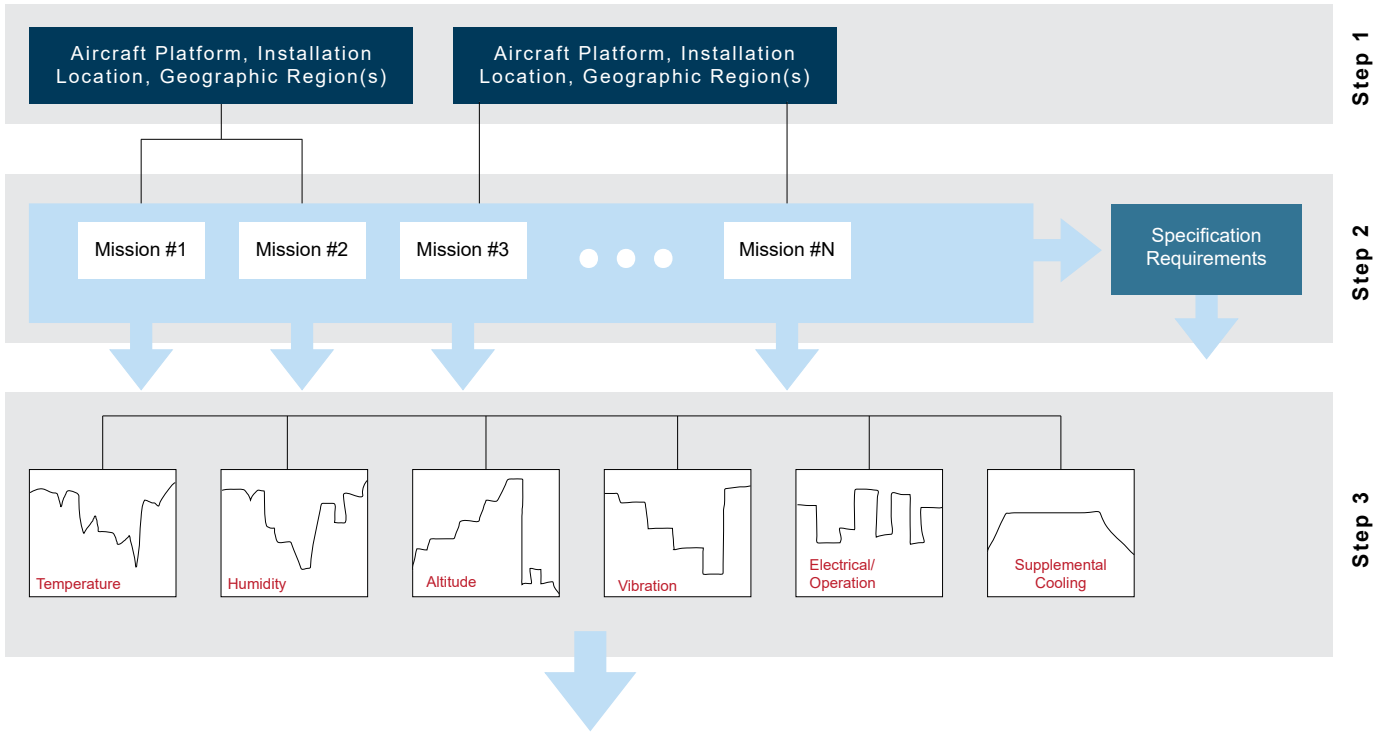 Aircraft Platform, Installation
Location, Geographic Region(s)
Aircraft Platform, Installation
Location, Geographic Region(s)
Step 1
Mission #1
Mission #2
Mission #3
Mission #N
Specification
Requirements
Step 2
Temperature
Humidity
Altitude
Vibration
Electrical/
Operation
Supplemental
Cooling
Step 3